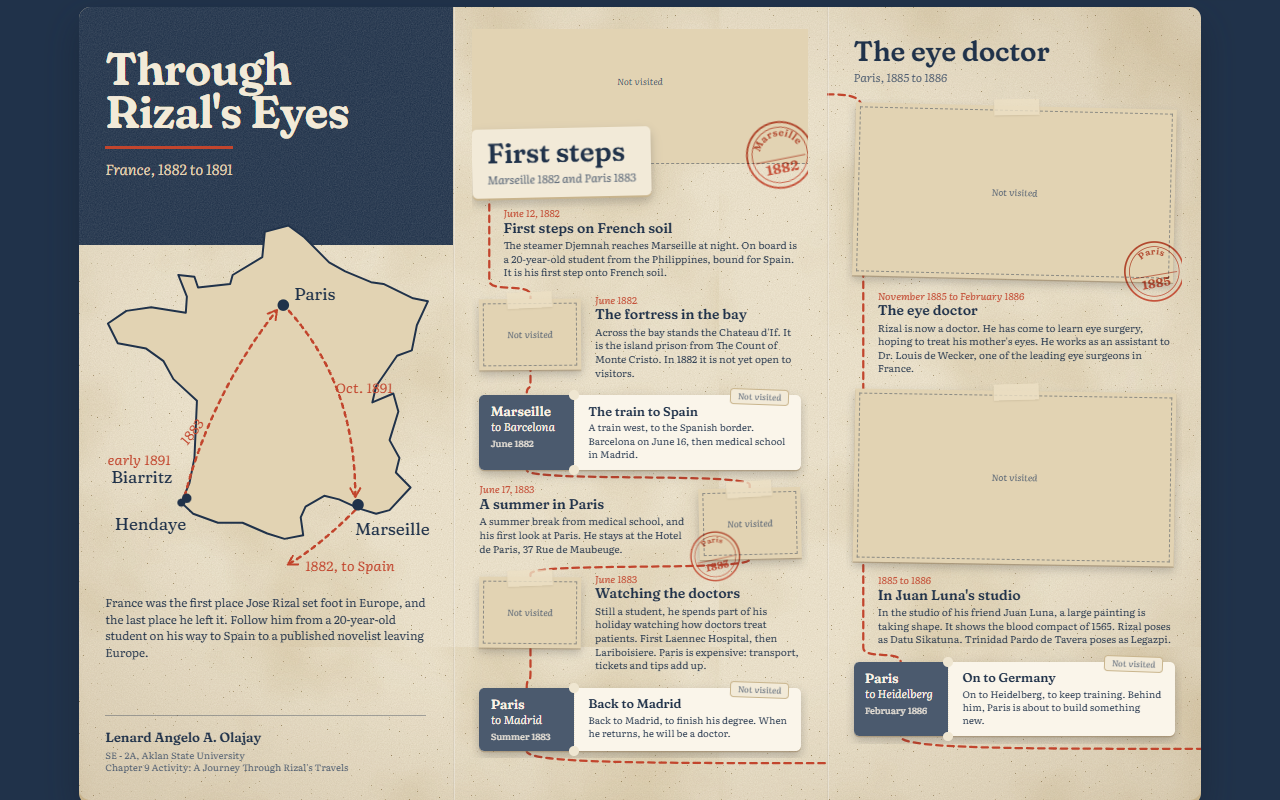 Through
Rizal's Eyes
France, 1882 to 1891
Paris
Oct. 1891
1883
early 1891
Biarritz
Hendaye
Marseille
1882, to Spain
France was the first place Jose Rizal set foot in Europe, and
the last place he left it. Follow him from a 20-year-old
student on his way to Spain to a published novelist leaving
Europe.
Lenard Angelo A. Olajay
SE - 2A, Aklan State University
Chapter 9 Activity: A Journey Through Rizal's Travels
Not visited
First steps
Marseille 1882 and Paris 1883
Marseille
1882
June 12, 1882
First steps on French soil
The steamer Djemnah reaches Marseille at night. On board is
a 20-year-old student from the Philippines, bound for Spain.
It is his first step onto French soil.
Not visited
June 1882
The fortress in the bay
Across the bay stands the Chateau d'If. It
is the island prison from The Count of
Monte Cristo. In 1882 it is not yet open to
visitors.
Marseille
to Barcelona
June 1882
Not visited
The train to Spain
A train west, to the Spanish border.
Barcelona on June 16, then medical school
in Madrid.
June 17, 1883
A summer in Paris
A summer break from medical school, and
his first look at Paris. He stays at the Hotel
de Paris, 37 Rue de Maubeuge.
Not visited
Paris
1883
Not visited
June 1883
Watching the doctors
Still a student, he spends part of his
holiday watching how doctors treat
patients. First Laennec Hospital, then
Lariboisiere. Paris is expensive: transport,
tickets and tips add up.
Paris
to Madrid
Summer 1883
Not visited
Back to Madrid
Back to Madrid, to finish his degree. When
he returns, he will be a doctor.
The eye doctor
Paris, 1885 to 1886
Not visited
Paris
1885
November 1885 to February 1886
The eye doctor
Rizal is now a doctor. He has come to learn eye surgery,
hoping to treat his mother's eyes. He works as an assistant to
Dr. Louis de Wecker, one of the leading eye surgeons in
France.
Not visited
1885 to 1886
In Juan Luna's studio
In the studio of his friend Juan Luna, a large painting is
taking shape. It shows the blood compact of 1565. Rizal poses
as Datu Sikatuna. Trinidad Pardo de Tavera poses as Legazpi.
Paris
to Heidelberg
February 1886
Not visited
On to Germany
On to Heidelberg, to keep training. Behind
him, Paris is about to build something
new.